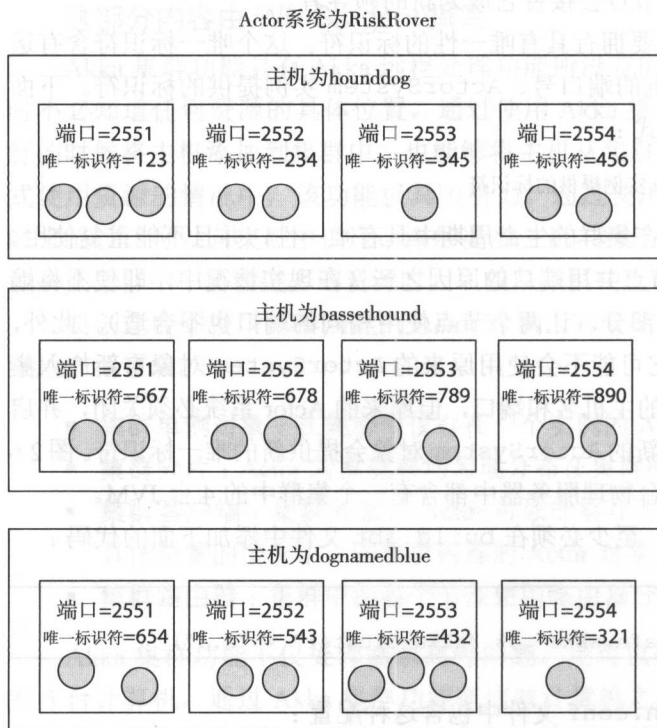 Actor系统为RiskRover
主机为hounddog
端口=2551 端口=2552 端口=2553 端口=2554
唯一标识符=123 唯一标识符=234 唯一标识符=345 唯一标识符=456
主机为bassethound
端口=2551 端口=2552 端口=2553 端口=2554
唯一标识符=567 唯一标识符=678 唯一标识符=789 唯一标识符=890
主机为dognamedblue
端口=2551 端口=2552 端口=2553 端口=2554
唯一标识符=654 唯一标识符=543 唯一标识符=432 唯一标识符=321